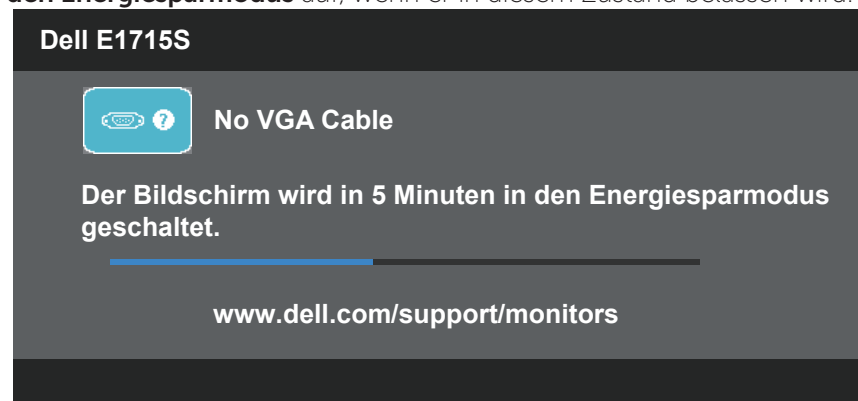 den Energiesparmodus auf, wenn er in diesem Zustand belassen wird.
Dell E1715S
No VGA Cable
Der Bildschirm wird in 5 Minuten in den Energiesparmodus
geschaltet.
www.dell.com/support/monitors